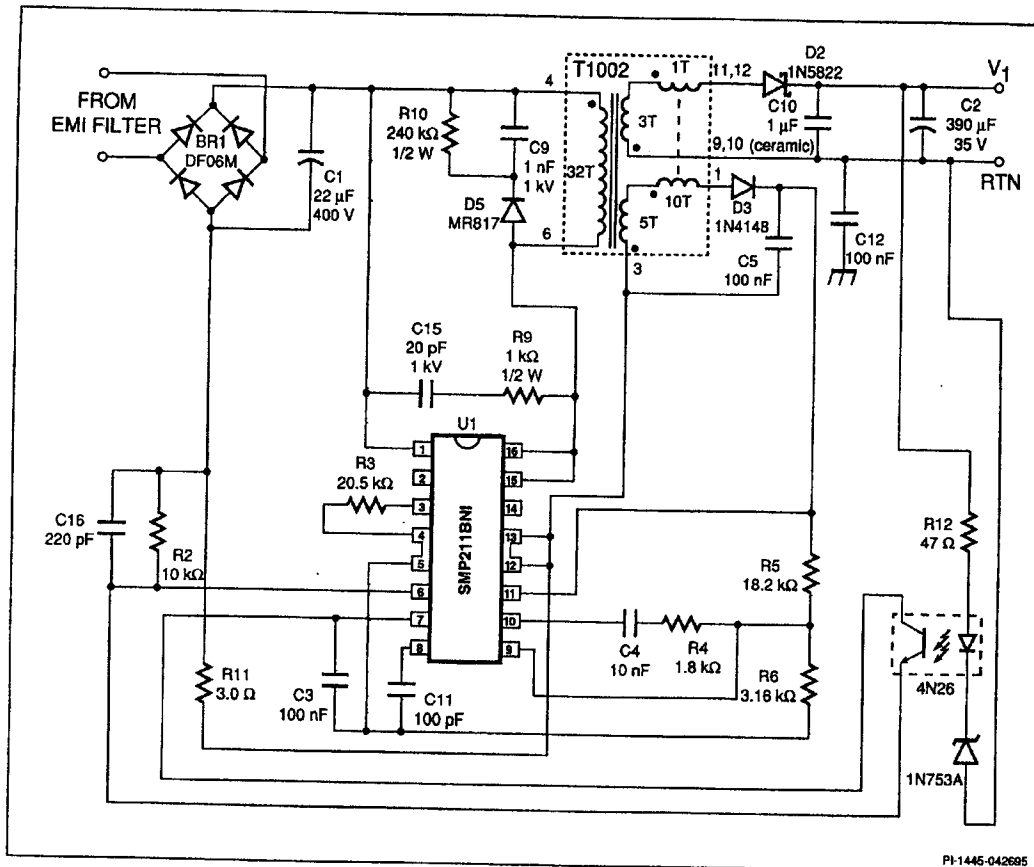 T1002
1T
11,12
D2
1N5822
V1
FROM
EMI FILTER
BR1
DF06M
C1
22 µF
400 V
R10
240 kΩ
1/2 W
C9
1 nF
1 kV
D5
MR817
4
32T
6
3T
9,10 (ceramic)
C10
1 µF
C2
390 µF
35 V
RTN
1
10T
5T
3
D3
1N4148
C5
100 nF
C12
100 nF
C15
20 pF
1 kV
R9
1 kΩ
1/2 W
U1
SMP211BNI
1
2
3
4
5
6
7
8
16
15
14
13
12
11
10
9
R3
20.5 kΩ
C16
220 pF
R2
10 kΩ
R11
3.0 Ω
C3
100 nF
C11
100 pF
C4
10 nF
R4
1.8 kΩ
R5
18.2 kΩ
R6
3.16 kΩ
R12
47 Ω
4N26
1N753A
PI-1445-042695